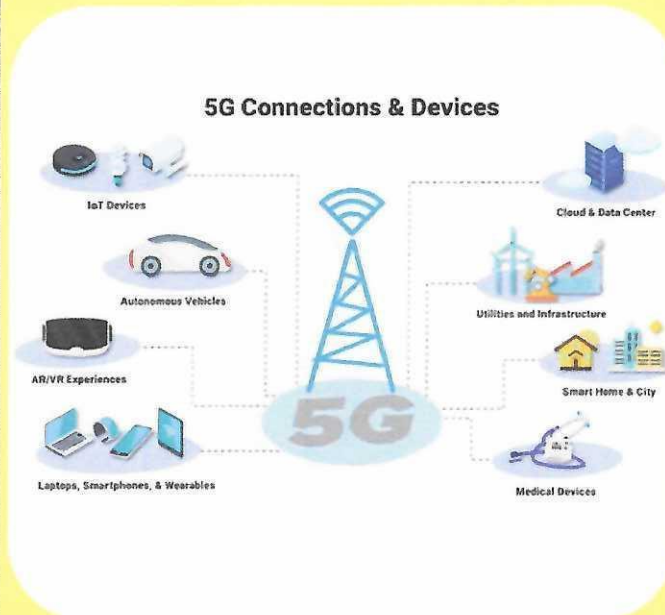 5G Connections & Devices
IoT Devices
Cloud & Data Center
Autonomous Vehicles
Utilities and Infrastructure
AR/VR Experiences
Smart Home & City
5G
Laptops, Smartphones, & Wearables
Medical Devices